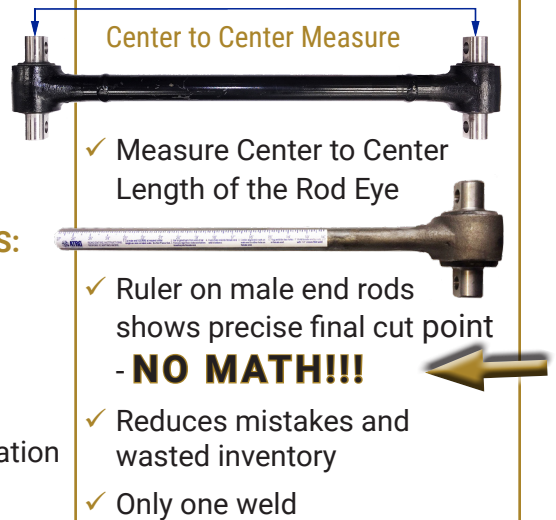 Center to Center Measure
✓ Measure Center to Center
Length of the Rod Eye
S:
ATRO
✓ Ruler on male end rods
shows precise final cut point
- NO MATH!!!
✓ Reduces mistakes and
ation
wasted inventory
✓ Only one weld